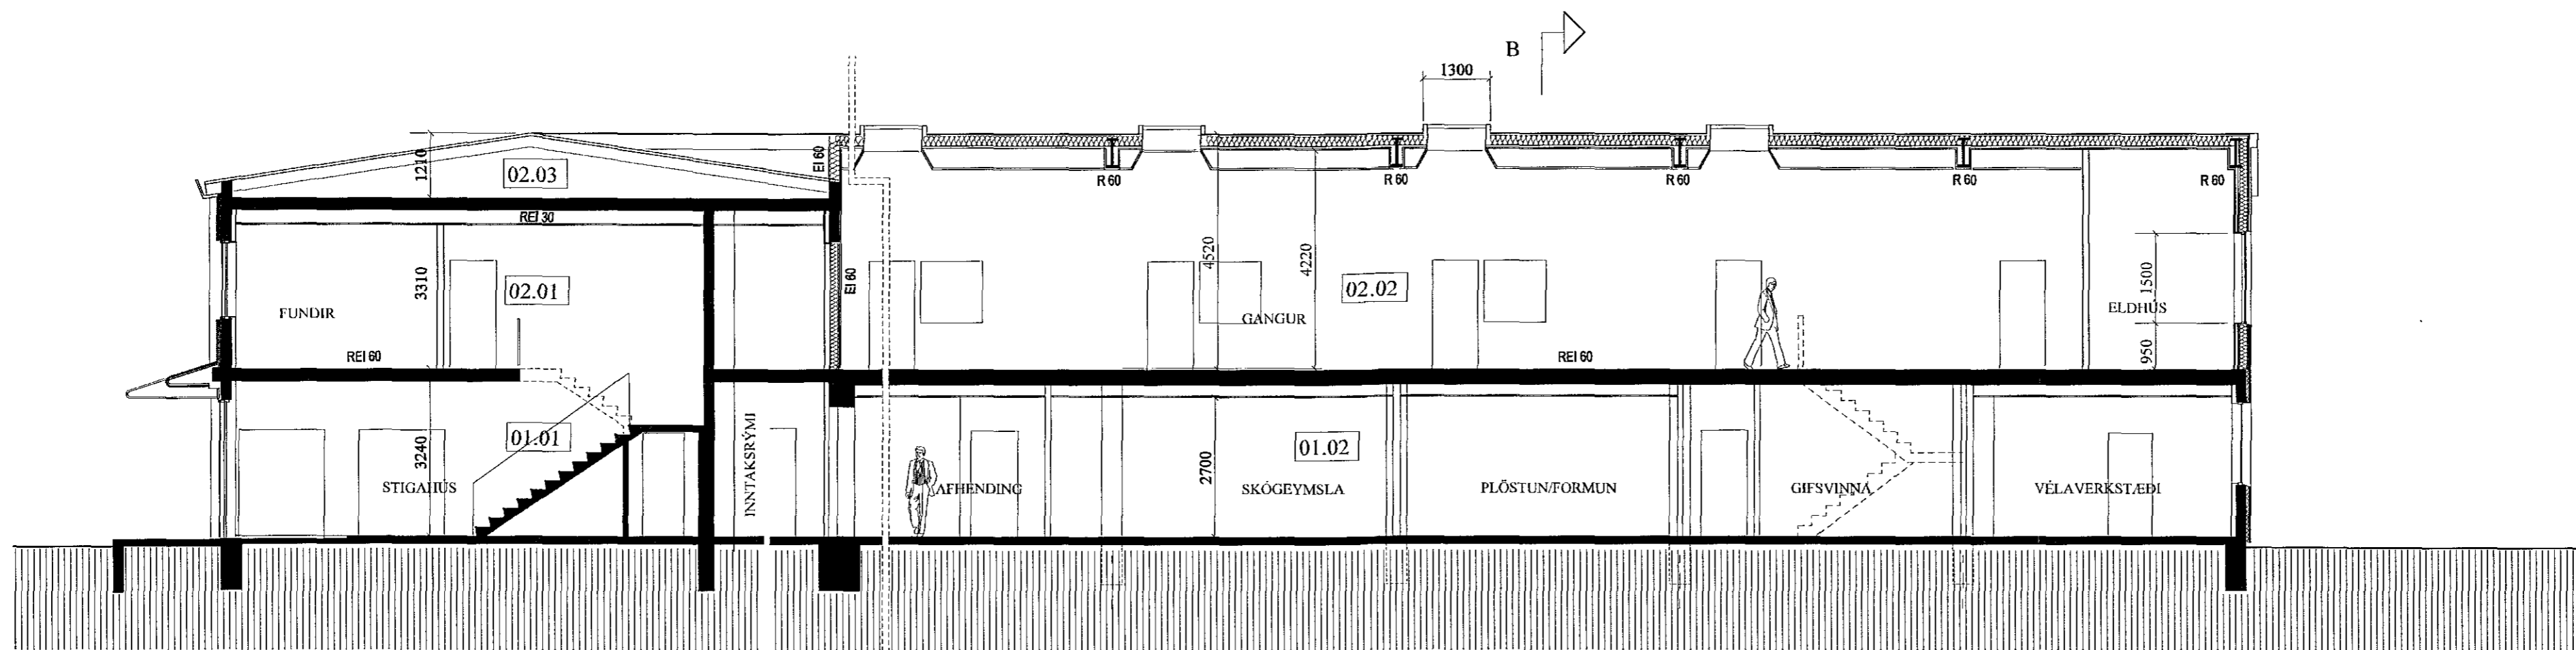 B
1300
EI 60
1210
02.03
R 60
R 60
R 60
R 60
R 60
REI 30
4520
4220
3310
02.01
EI 60
02.02
1500
FUNDIR
GANGUR
ELDHÚS
REI 60
REI 60
950
3240
01.01
INNTAKSRÝMI
01.02
2700
STIGAHÚS
AFHENDING
SKÓGEYMSLA
PLÖSTUN/FORMUN
GIFSVINNA
VÉLAVERKSTÆÐI